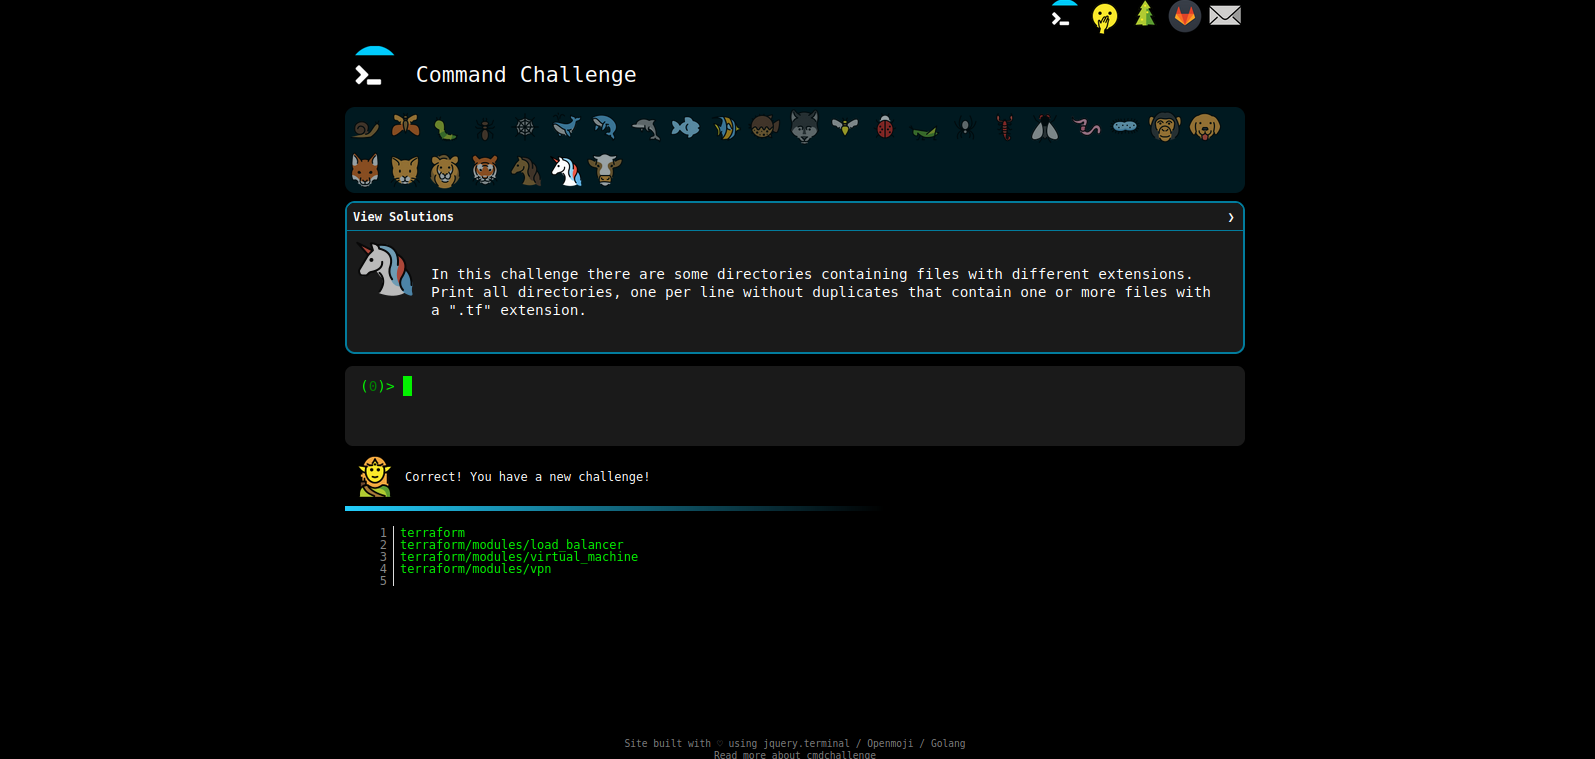 Command Challenge
View Solutions ❯
In this challenge there are some directories containing files with different extensions.
Print all directories, one per line without duplicates that contain one or more files with
a ".tf" extension.
(0)>
Correct! You have a new challenge!
1 terraform
2 terraform/modules/load_balancer
3 terraform/modules/virtual_machine
4 terraform/modules/vpn
5
Site built with ♡ using jquery.terminal / Openmoji / Golang
Read more about cmdchallenge